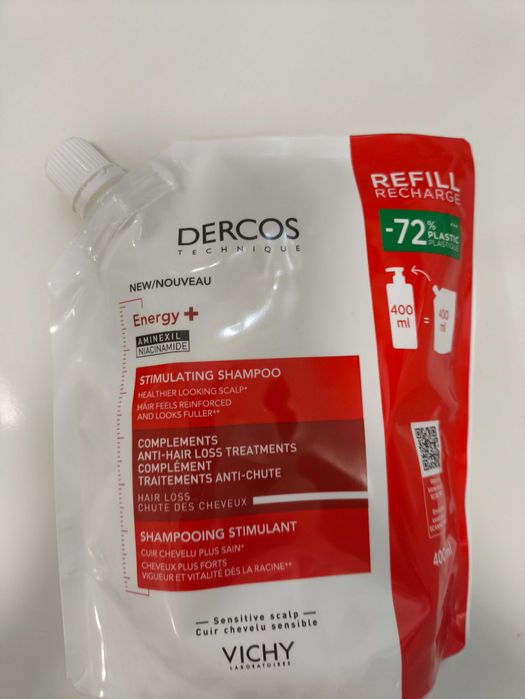 REFILL
RECHARGE
-72% PLASTIC
PLASTIQUE
400
ml
=
400
ml
DERCOS
TECHNIQUE
NEW/NOUVEAU
Energy +
AMINEXIL
NIACINAMIDE
STIMULATING SHAMPOO
HEALTHIER LOOKING SCALP*
HAIR FEELS REINFORCED
AND LOOKS FULLER**
COMPLEMENTS
ANTI-HAIR LOSS TREATMENTS
COMPLÉMENT
TRAITEMENTS ANTI-CHUTE
HAIR LOSS
CHUTE DES CHEVEUX
SHAMPOOING STIMULANT
CUIR CHEVELU PLUS SAIN*
CHEVEUX PLUS FORTS
VIGUEUR ET VITALITÉ DÈS LA RACINE**
400ml
— Sensitive scalp —
Cuir chevelu sensible
VICHY
LABORATOIRES